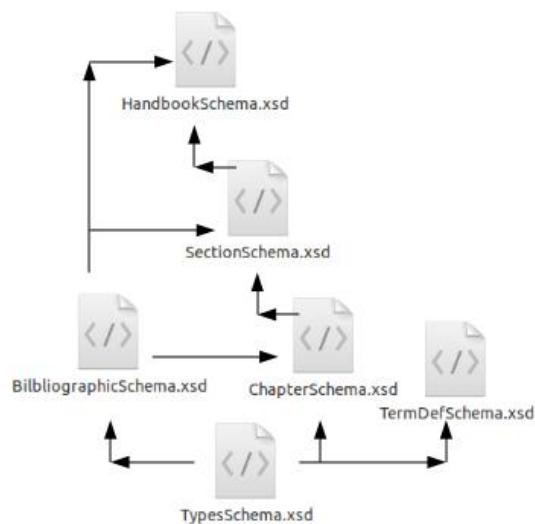 </>
HandbookSchema.xsd
</>
SectionSchema.xsd
</>
</>
</>
BilbliographicSchema.xsd
ChapterSchema.xsd
TermDefSchema.xsd
</>
TypesSchema.xsd